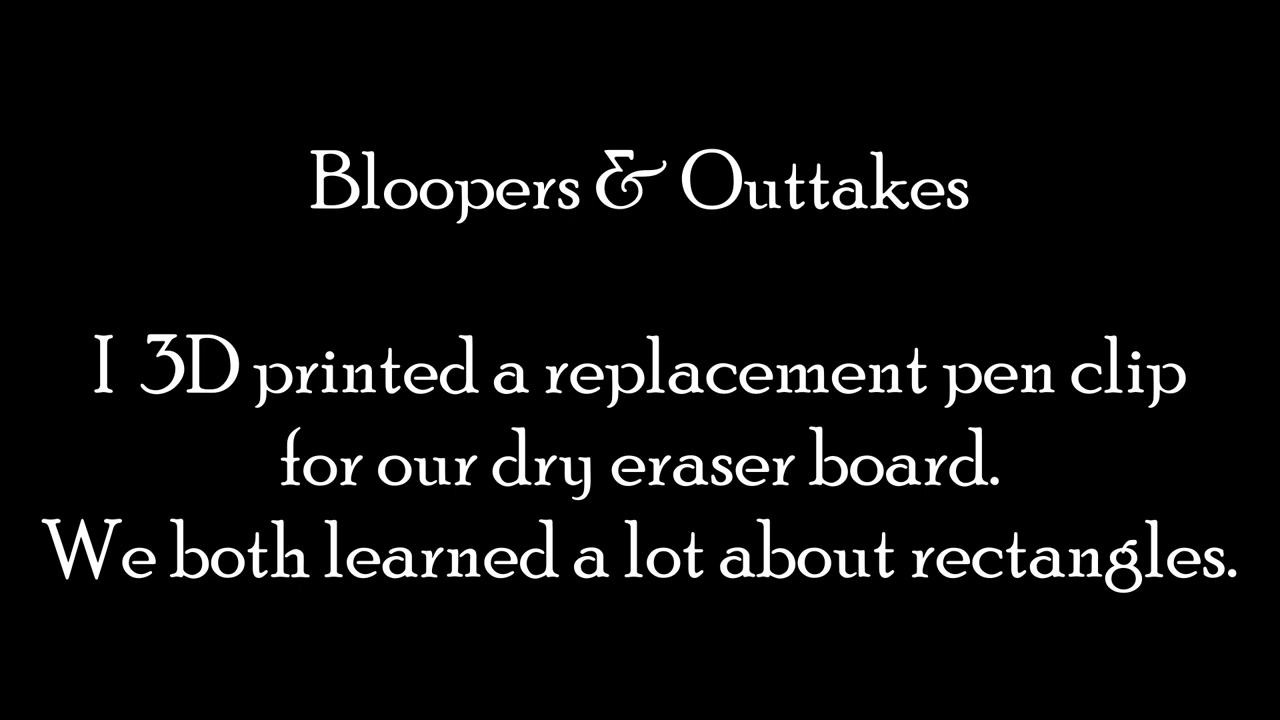 Bloopers & Outtakes
I 3D printed a replacement pen clip
for our dry eraser board.
We both learned a lot about rectangles.